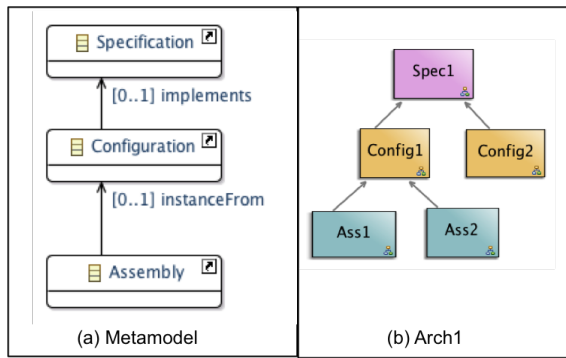 Specification
[0..1] implements
Configuration
[0..1] instanceFrom
Assembly
(a) Metamodel
Spec1
Config1
Config2
Ass1
Ass2
(b) Arch1